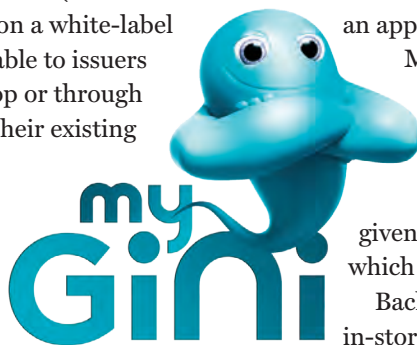 on a white-label
able to issuers
pp or through
heir existing
an app
my
GiNi
given
which
Bac
in-stor